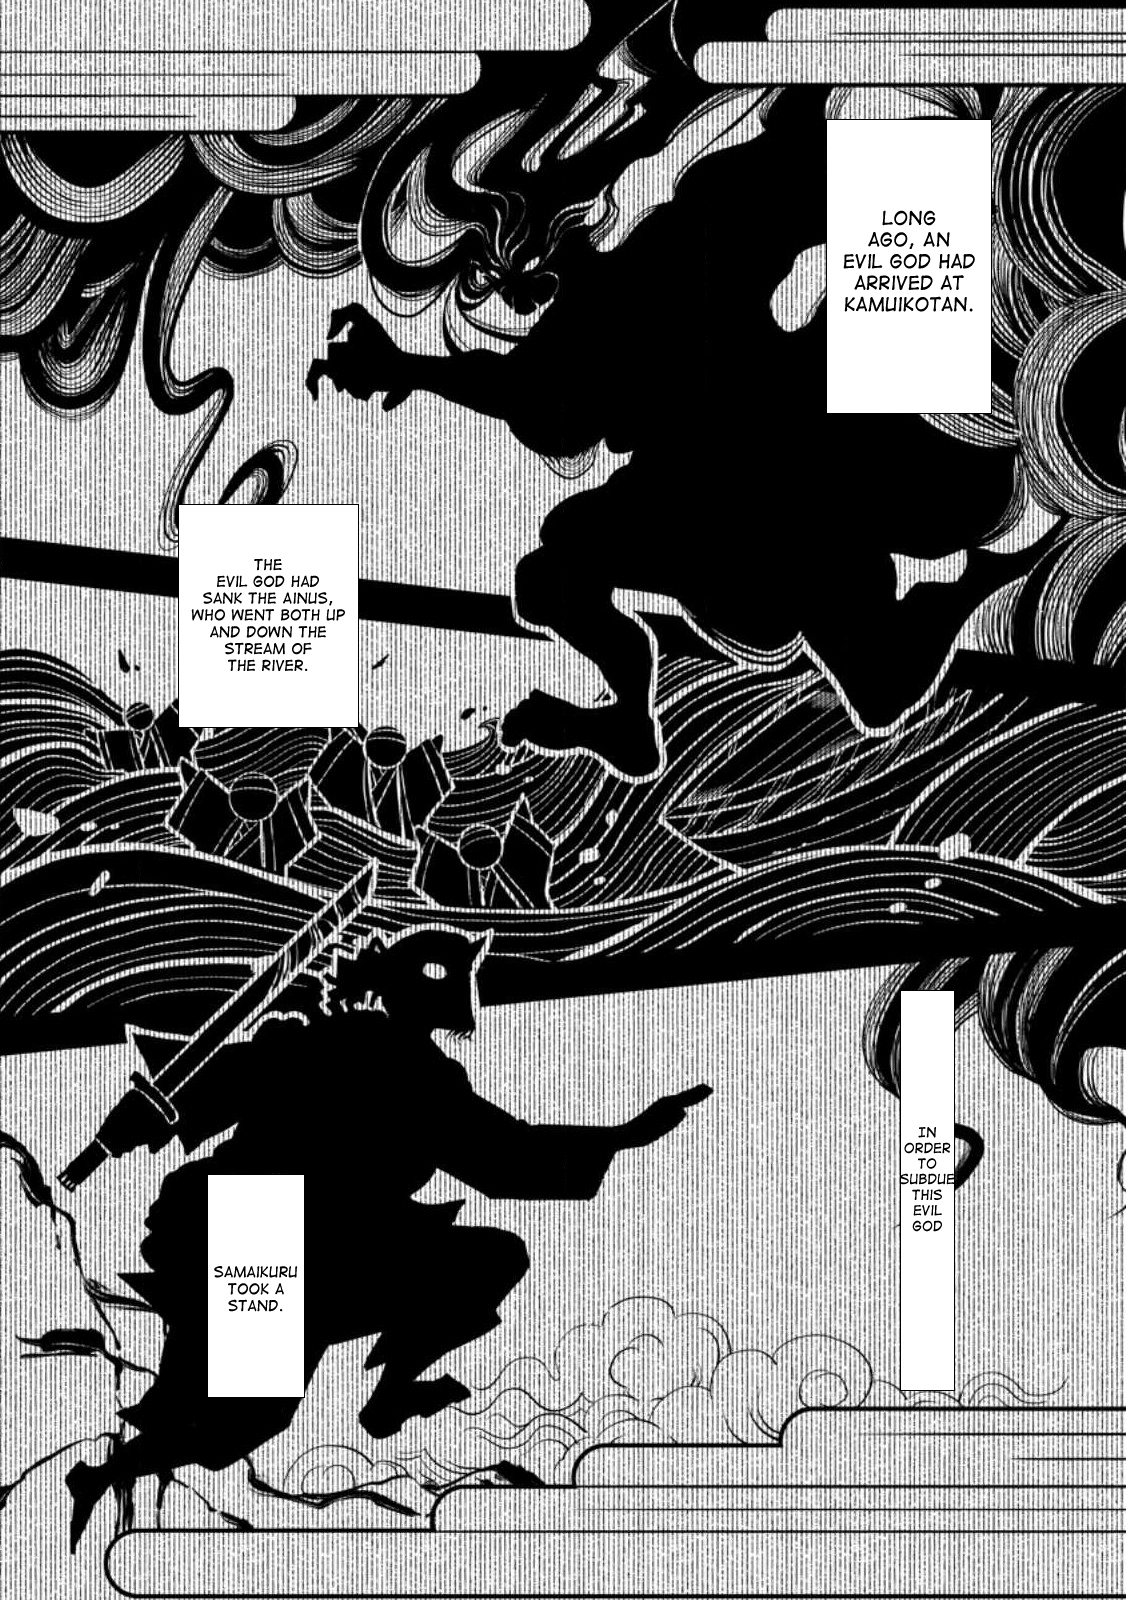 LONG
AGO, AN
EVIL GOD HAD
ARRIVED AT
KAMUIKOTAN.
THE
EVIL GOD HAD
SANK THE AINUS,
WHO WENT BOTH UP
AND DOWN THE
STREAM OF
THE RIVER.
IN
ORDER
TO
SUBDUE
THIS
EVIL
GOD
SAMAIKURU
TOOK A
STAND.